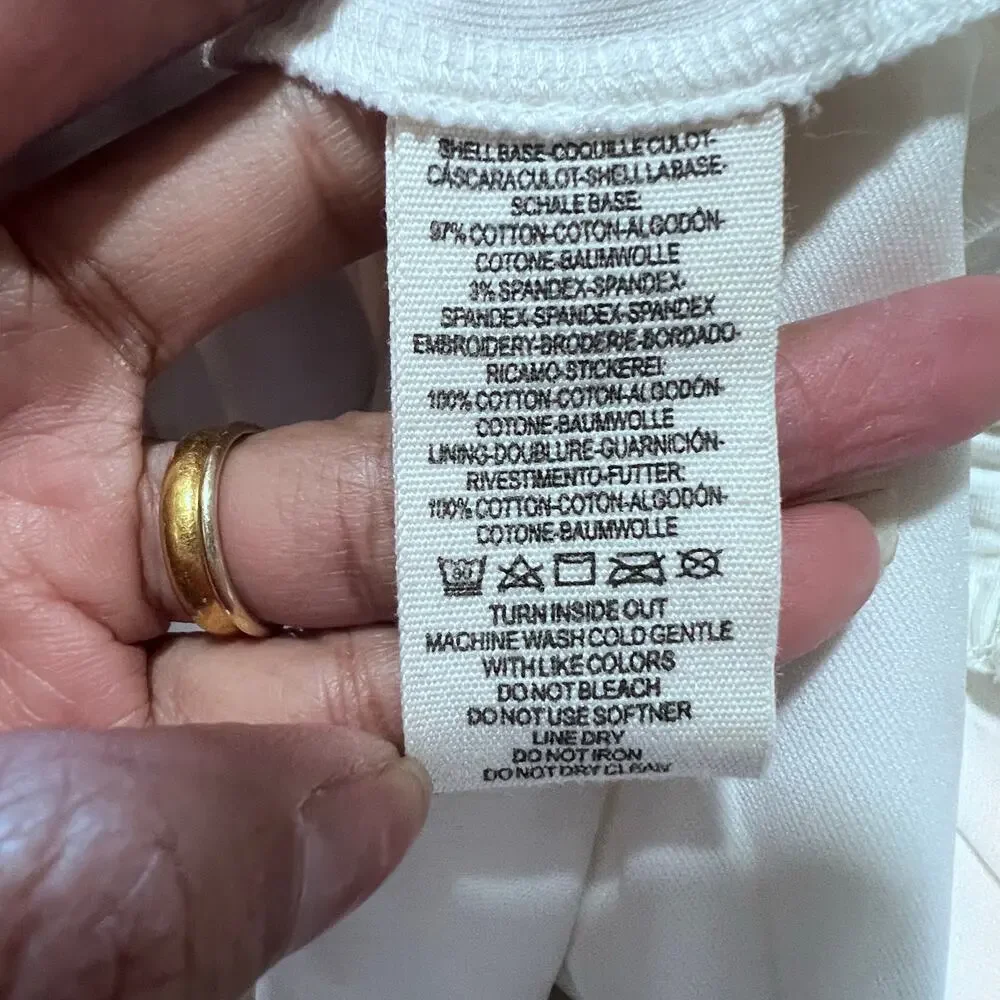 SHELL BASE-COQUILLE CULOT-
CÁSCARA CULOT-SHELL LA BASE-
SCHALE BASE:
97% COTTON-COTON-ALGODÓN-
COTONE-BAUMWOLLE
3% SPANDEX-SPANDEX-
SPANDEX-SPANDEX-SPANDEX
EMBROIDERY-BRODERIE-BORDADO-
RICAMO-STICKEREI:
100% COTTON-COTON-ALGODÓN-
COTONE-BAUMWOLLE
LINING-DOUBLURE-GUARNICIÓN-
RIVESTIMENTO-FUTTER:
100% COTTON-COTON-ALGODÓN-
COTONE-BAUMWOLLE
TURN INSIDE OUT
MACHINE WASH COLD GENTLE
WITH LIKE COLORS
DO NOT BLEACH
DO NOT USE SOFTNER
LINE DRY
DO NOT IRON
DO NOT DRY CLEAN